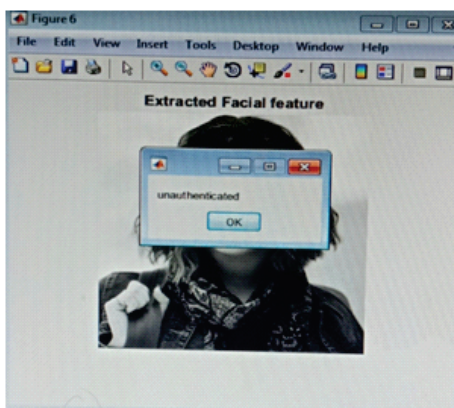 Figure 6
File Edit View Insert Tools Desktop Window Help
Extracted Facial feature
unauthenticated
OK